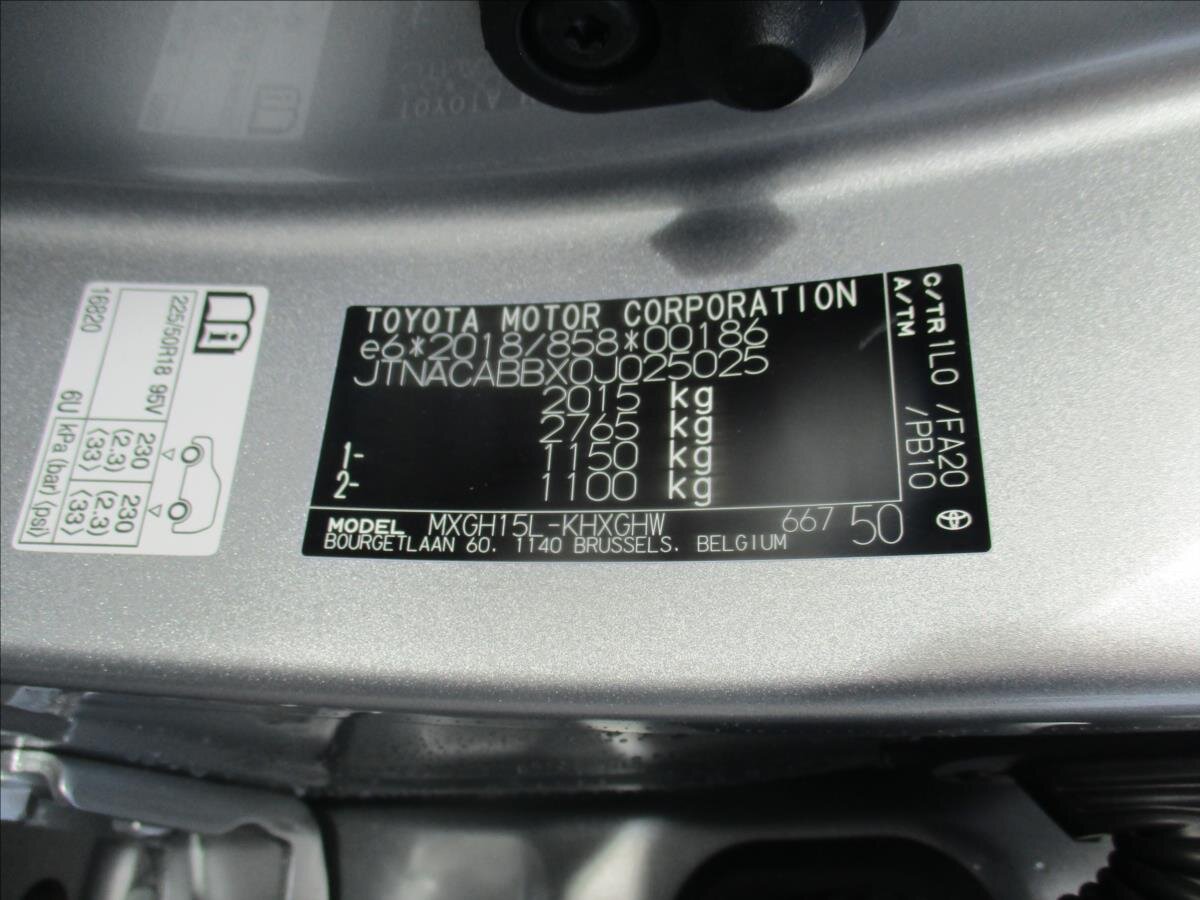 TOYOTA MOTOR CORPORATION
e6*2018/858*00186
JTNACABBX0J025025
2015 kg
2765 kg
1- 1150 kg
2- 1100 kg
MODEL MXGH15L-KHXGHW 667 50
BOURGETLAAN 60. 1140 BRUSSELS. BELGIUM
C/TR 1L0 /FA20
A/TM /PB10
i
225/50R18 95V
230 (2.3) ⟨33⟩
230 (2.3) ⟨33⟩
16820
6U kPa (bar) ⟨psi⟩